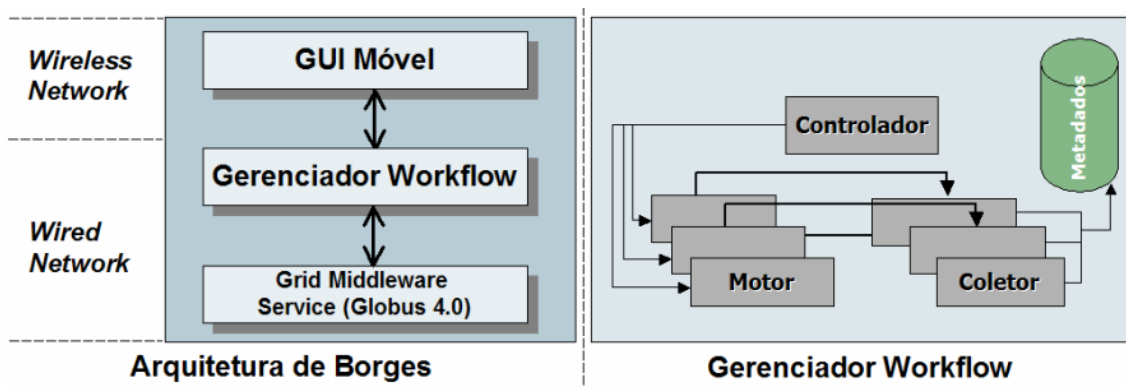 Wireless
Network
Wired
Network
GUI Móvel
Gerenciador Workflow
Grid Middleware
Service (Globus 4.0)
Arquitetura de Borges
Controlador
Metadados
Motor
Coletor
Gerenciador Workflow